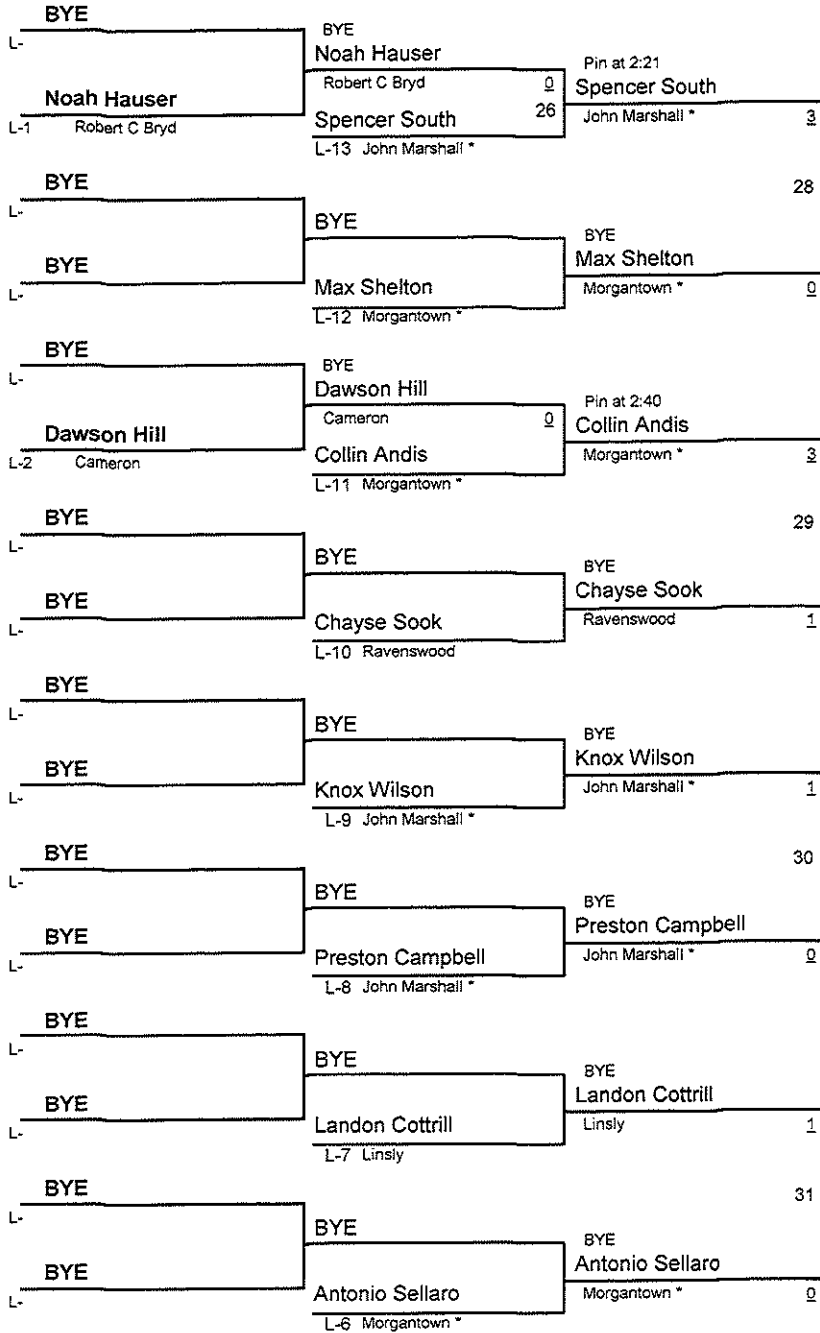 BYE
L-
BYE
Noah Hauser
Robert C Bryd 0
Pin at 2:21
Spencer South
John Marshall * 3
Noah Hauser
L-1 Robert C Bryd
26
Spencer South
L-13 John Marshall *
BYE
L-
28
BYE
BYE
Max Shelton
Morgantown * 0
BYE
L-
Max Shelton
L-12 Morgantown *
BYE
L-
BYE
Dawson Hill
Cameron 0
Pin at 2:40
Collin Andis
Morgantown * 3
Dawson Hill
L-2 Cameron
Collin Andis
L-11 Morgantown *
BYE
L-
29
BYE
BYE
Chayse Sook
Ravenswood 1
BYE
L-
Chayse Sook
L-10 Ravenswood
BYE
L-
BYE
BYE
Knox Wilson
John Marshall * 1
BYE
L-
Knox Wilson
L-9 John Marshall *
BYE
L-
30
BYE
BYE
Preston Campbell
John Marshall * 0
BYE
L-
Preston Campbell
L-8 John Marshall *
BYE
L-
BYE
BYE
Landon Cottrill
Linsly 1
BYE
L-
Landon Cottrill
L-7 Linsly
BYE
L-
31
BYE
BYE
Antonio Sellaro
Morgantown * 0
BYE
L-
Antonio Sellaro
L-6 Morgantown *